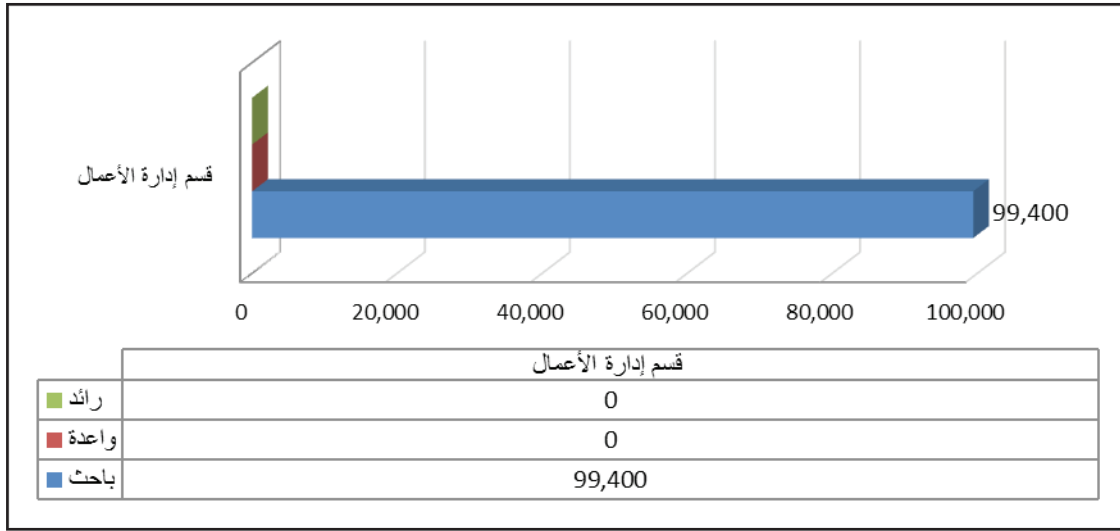 قسم إدارة الأعمال
99,400
0 20,000 40,000 60,000 80,000 100,000
قسم إدارة الأعمال
رائد 0
واعدة 0
باحث 99,400